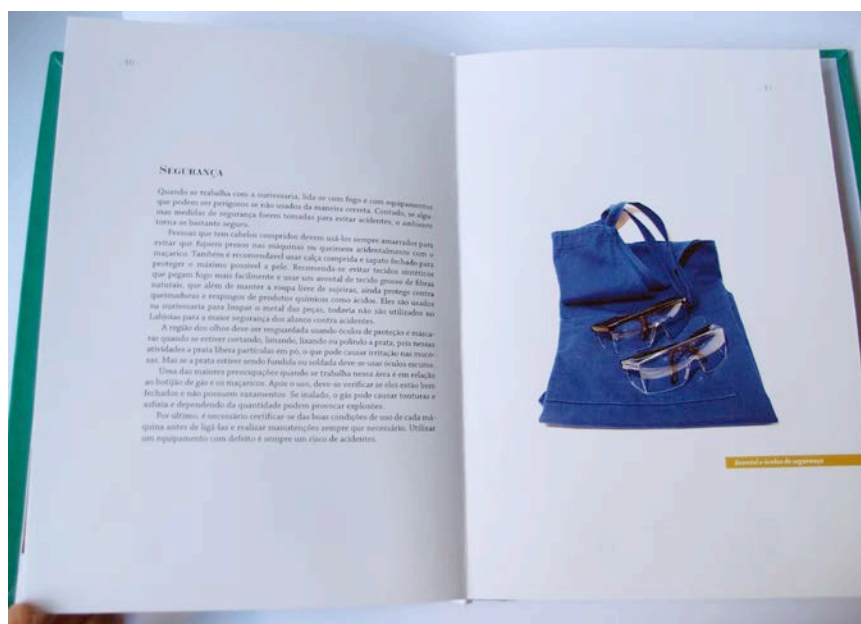 40
41
SEGURANÇA
Quando se trabalha com a ourivesaria, lida-se com fogo e com equipamentos
que podem ser perigosos se não usados da maneira correta. Contudo, se algu-
mas medidas de segurança forem tomadas para evitar acidentes, o ambiente
torna-se bastante seguro.
Pessoas que tem cabelos compridos devem usá-los sempre amarrados para
evitar que fiquem presos nas máquinas ou queimem acidentalmente com o
maçarico. Também é recomendável usar calça comprida e sapato fechado para
proteger o máximo possível a pele. Recomenda-se evitar tecidos sintéticos
que pegam fogo mais facilmente e usar um avental de tecido grosso de fibras
naturais, que além de manter a roupa livre de sujeiras, ainda protege contra
queimaduras e respingos de produtos químicos como ácidos. Eles são usados
na ourivesaria para limpar o metal das peças, todavia não são utilizados no
Labjoias para a maior segurança dos alunos contra acidentes.
A região dos olhos deve ser resguardada usando óculos de proteção e másca-
ras quando se estiver cortando, limando, lixando ou polindo a prata, pois nessas
atividades a prata libera partículas em pó, o que pode causar irritação nas muco-
sas. Mas se a prata estiver sendo fundida ou soldada deve-se usar óculos escuros.
Uma das maiores preocupações quando se trabalha nessa área é em relação
ao botijão de gás e os maçaricos. Após o uso, deve-se verificar se eles estão bem
fechados e não possuem vazamentos. Se inalado, o gás pode causar tonturas e
asfixia e dependendo da quantidade podem provocar explosões.
Por último, é necessário certificar-se das boas condições de uso de cada má-
quina antes de ligá-las e realizar manutenções sempre que necessário. Utilizar
um equipamento com defeito é sempre um risco de acidentes.
Avental e óculos de segurança